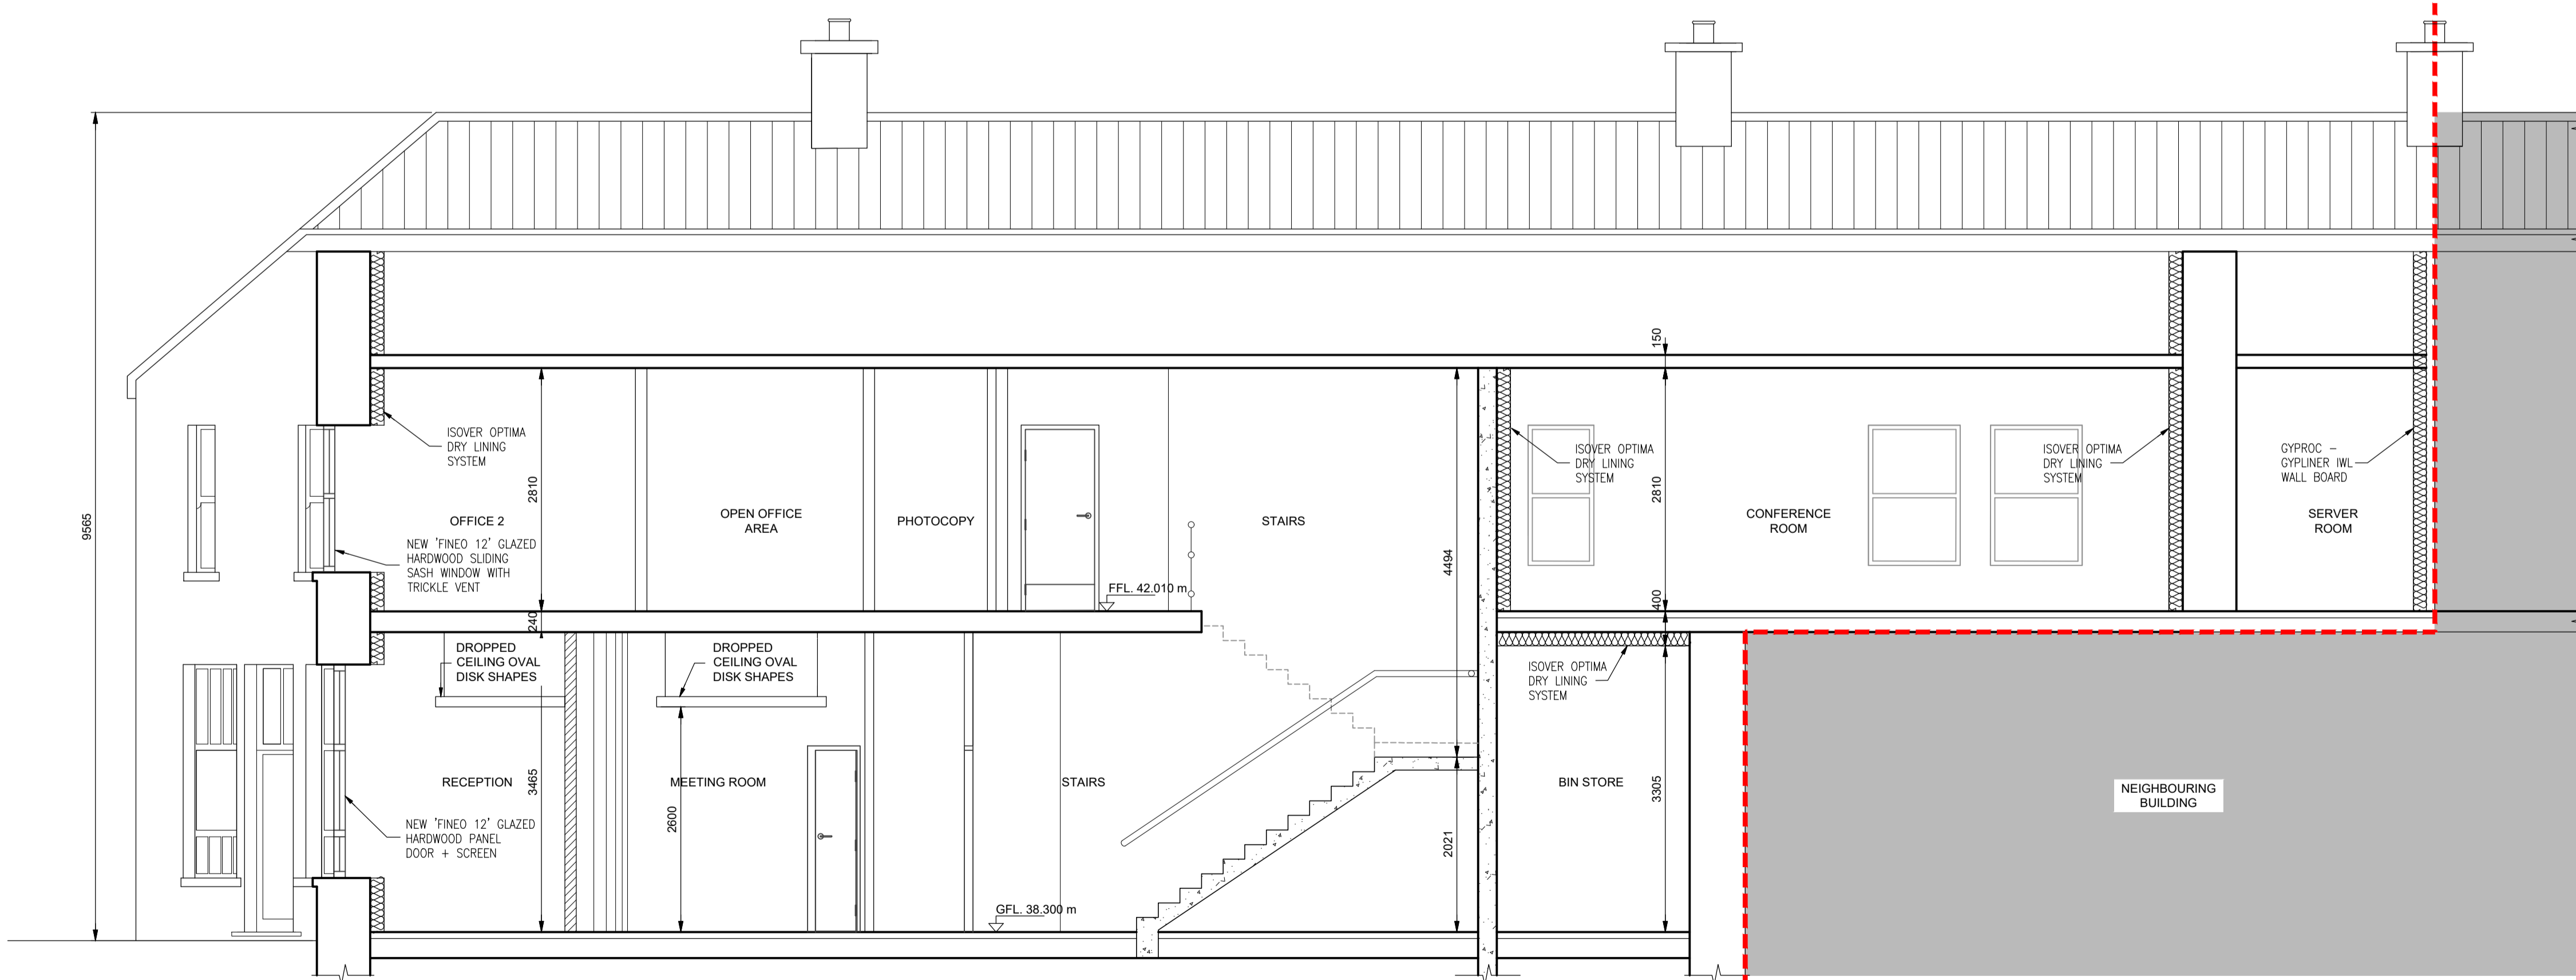 150
ISOVER OPTIMA
DRY LINING
SYSTEM
ISOVER OPTIMA
DRY LINING
SYSTEM
ISOVER OPTIMA
DRY LINING
SYSTEM
GYPROC -
GYPLINER IWL
WALL BOARD
9565
2810
2810
OFFICE 2
OPEN OFFICE
AREA
PHOTOCOPY
STAIRS
CONFERENCE
ROOM
SERVER
ROOM
NEW 'FINEO 12' GLAZED
HARDWOOD SLIDING
SASH WINDOW WITH
TRICKLE VENT
4494
FFL. 42.010 m
240
400
DROPPED
CEILING OVAL
DISK SHAPES
DROPPED
CEILING OVAL
DISK SHAPES
ISOVER OPTIMA
DRY LINING
SYSTEM
RECEPTION
3465
MEETING ROOM
2600
STAIRS
BIN STORE
3305
NEIGHBOURING
BUILDING
NEW 'FINEO 12' GLAZED
HARDWOOD PANEL
DOOR + SCREEN
2021
GFL. 38.300 m